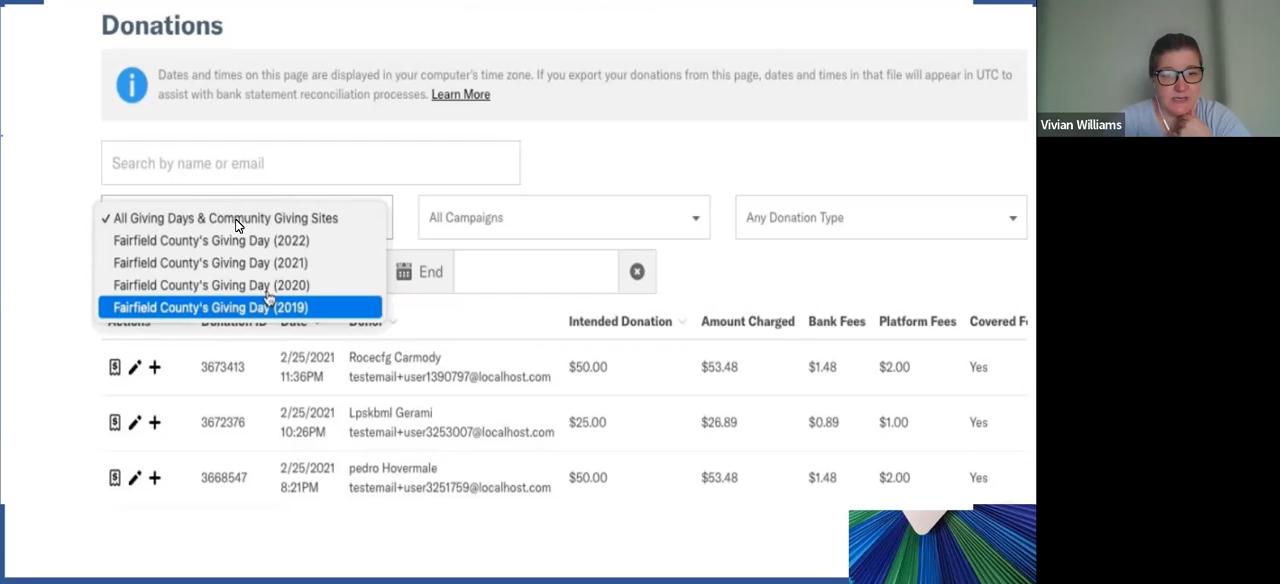 Donations
Dates and times on this page are displayed in your computer's time zone. If you export your donations from this page, dates and times in that file will appear in UTC to
assist with bank statement reconciliation processes. Learn More
Vivian Williams
Search by name or email
✓ All Giving Days & Community Giving Sites
Fairfield County's Giving Day (2022)
Fairfield County's Giving Day (2021)
Fairfield County's Giving Day (2020)
Fairfield County's Giving Day (2019)
All Campaigns
Any Donation Type
End
Actions Donation ID Date Donor Intended Donation Amount Charged Bank Fees Platform Fees Covered F
3673413 2/25/2021 11:36PM Rocecfg Carmody testemail+user1390797@localhost.com $50.00 $53.48 $1.48 $2.00 Yes
3672376 2/25/2021 10:26PM Lpskbml Gerami testemail+user3253007@localhost.com $25.00 $26.89 $0.89 $1.00 Yes
3668547 2/25/2021 8:21PM pedro Hovermale testemail+user3251759@localhost.com $50.00 $53.48 $1.48 $2.00 Yes